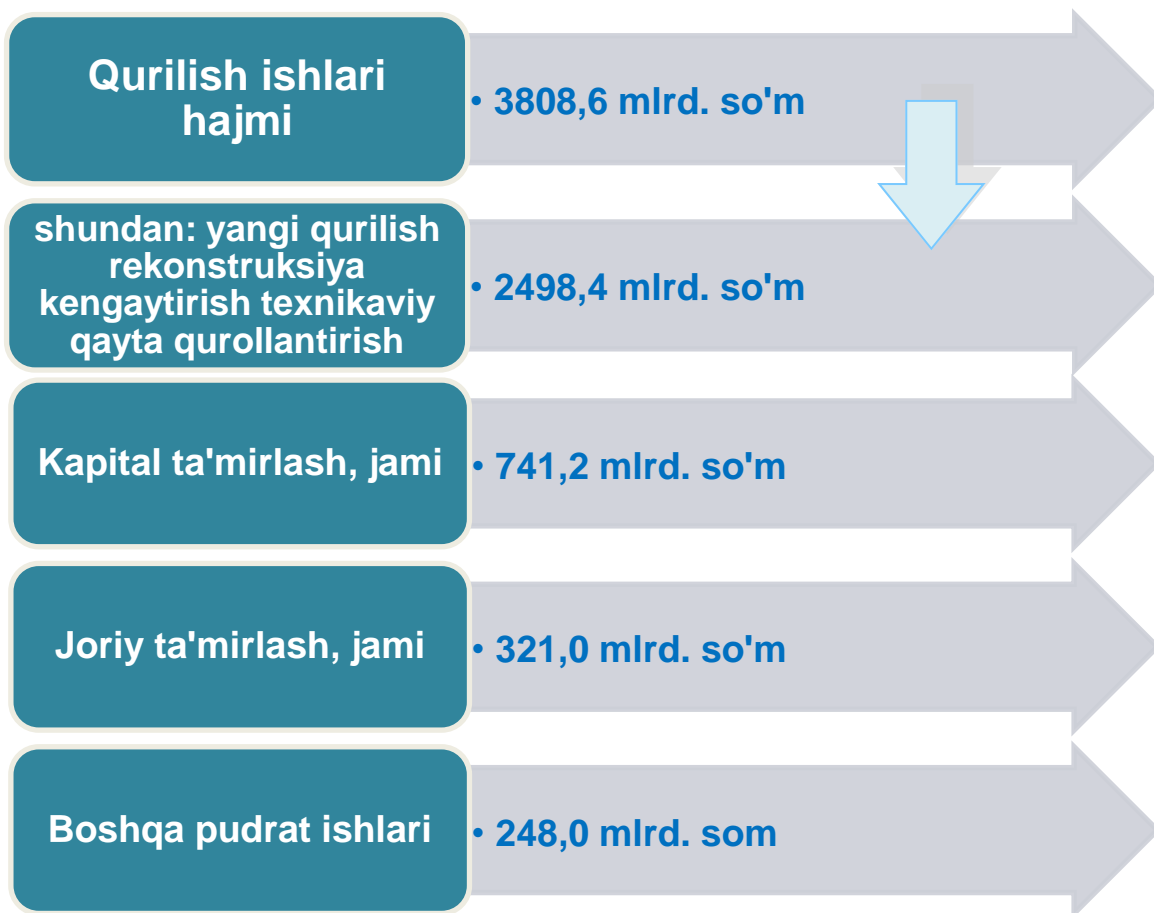 Qurilish ishlari
hajmi
• 3808,6 mlrd. so'm
shundan: yangi qurilish
rekonstruksiya
kengaytirish texnikaviy
qayta qurollantirish
• 2498,4 mlrd. so'm
Kapital ta'mirlash, jami
• 741,2 mlrd. so'm
Joriy ta'mirlash, jami
• 321,0 mlrd. so'm
Boshqa pudrat ishlari
• 248,0 mlrd. som